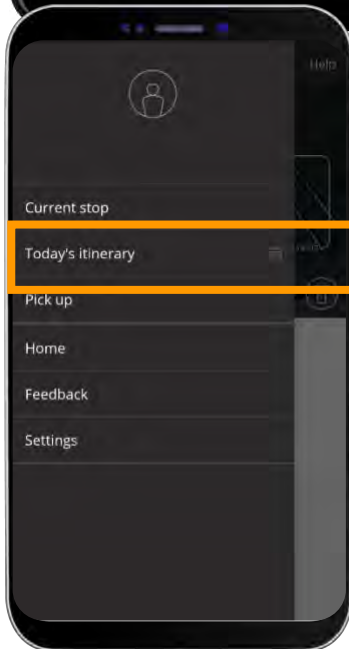 Help
Current stop
Today's itinerary
Pick up
Home
Feedback
Settings